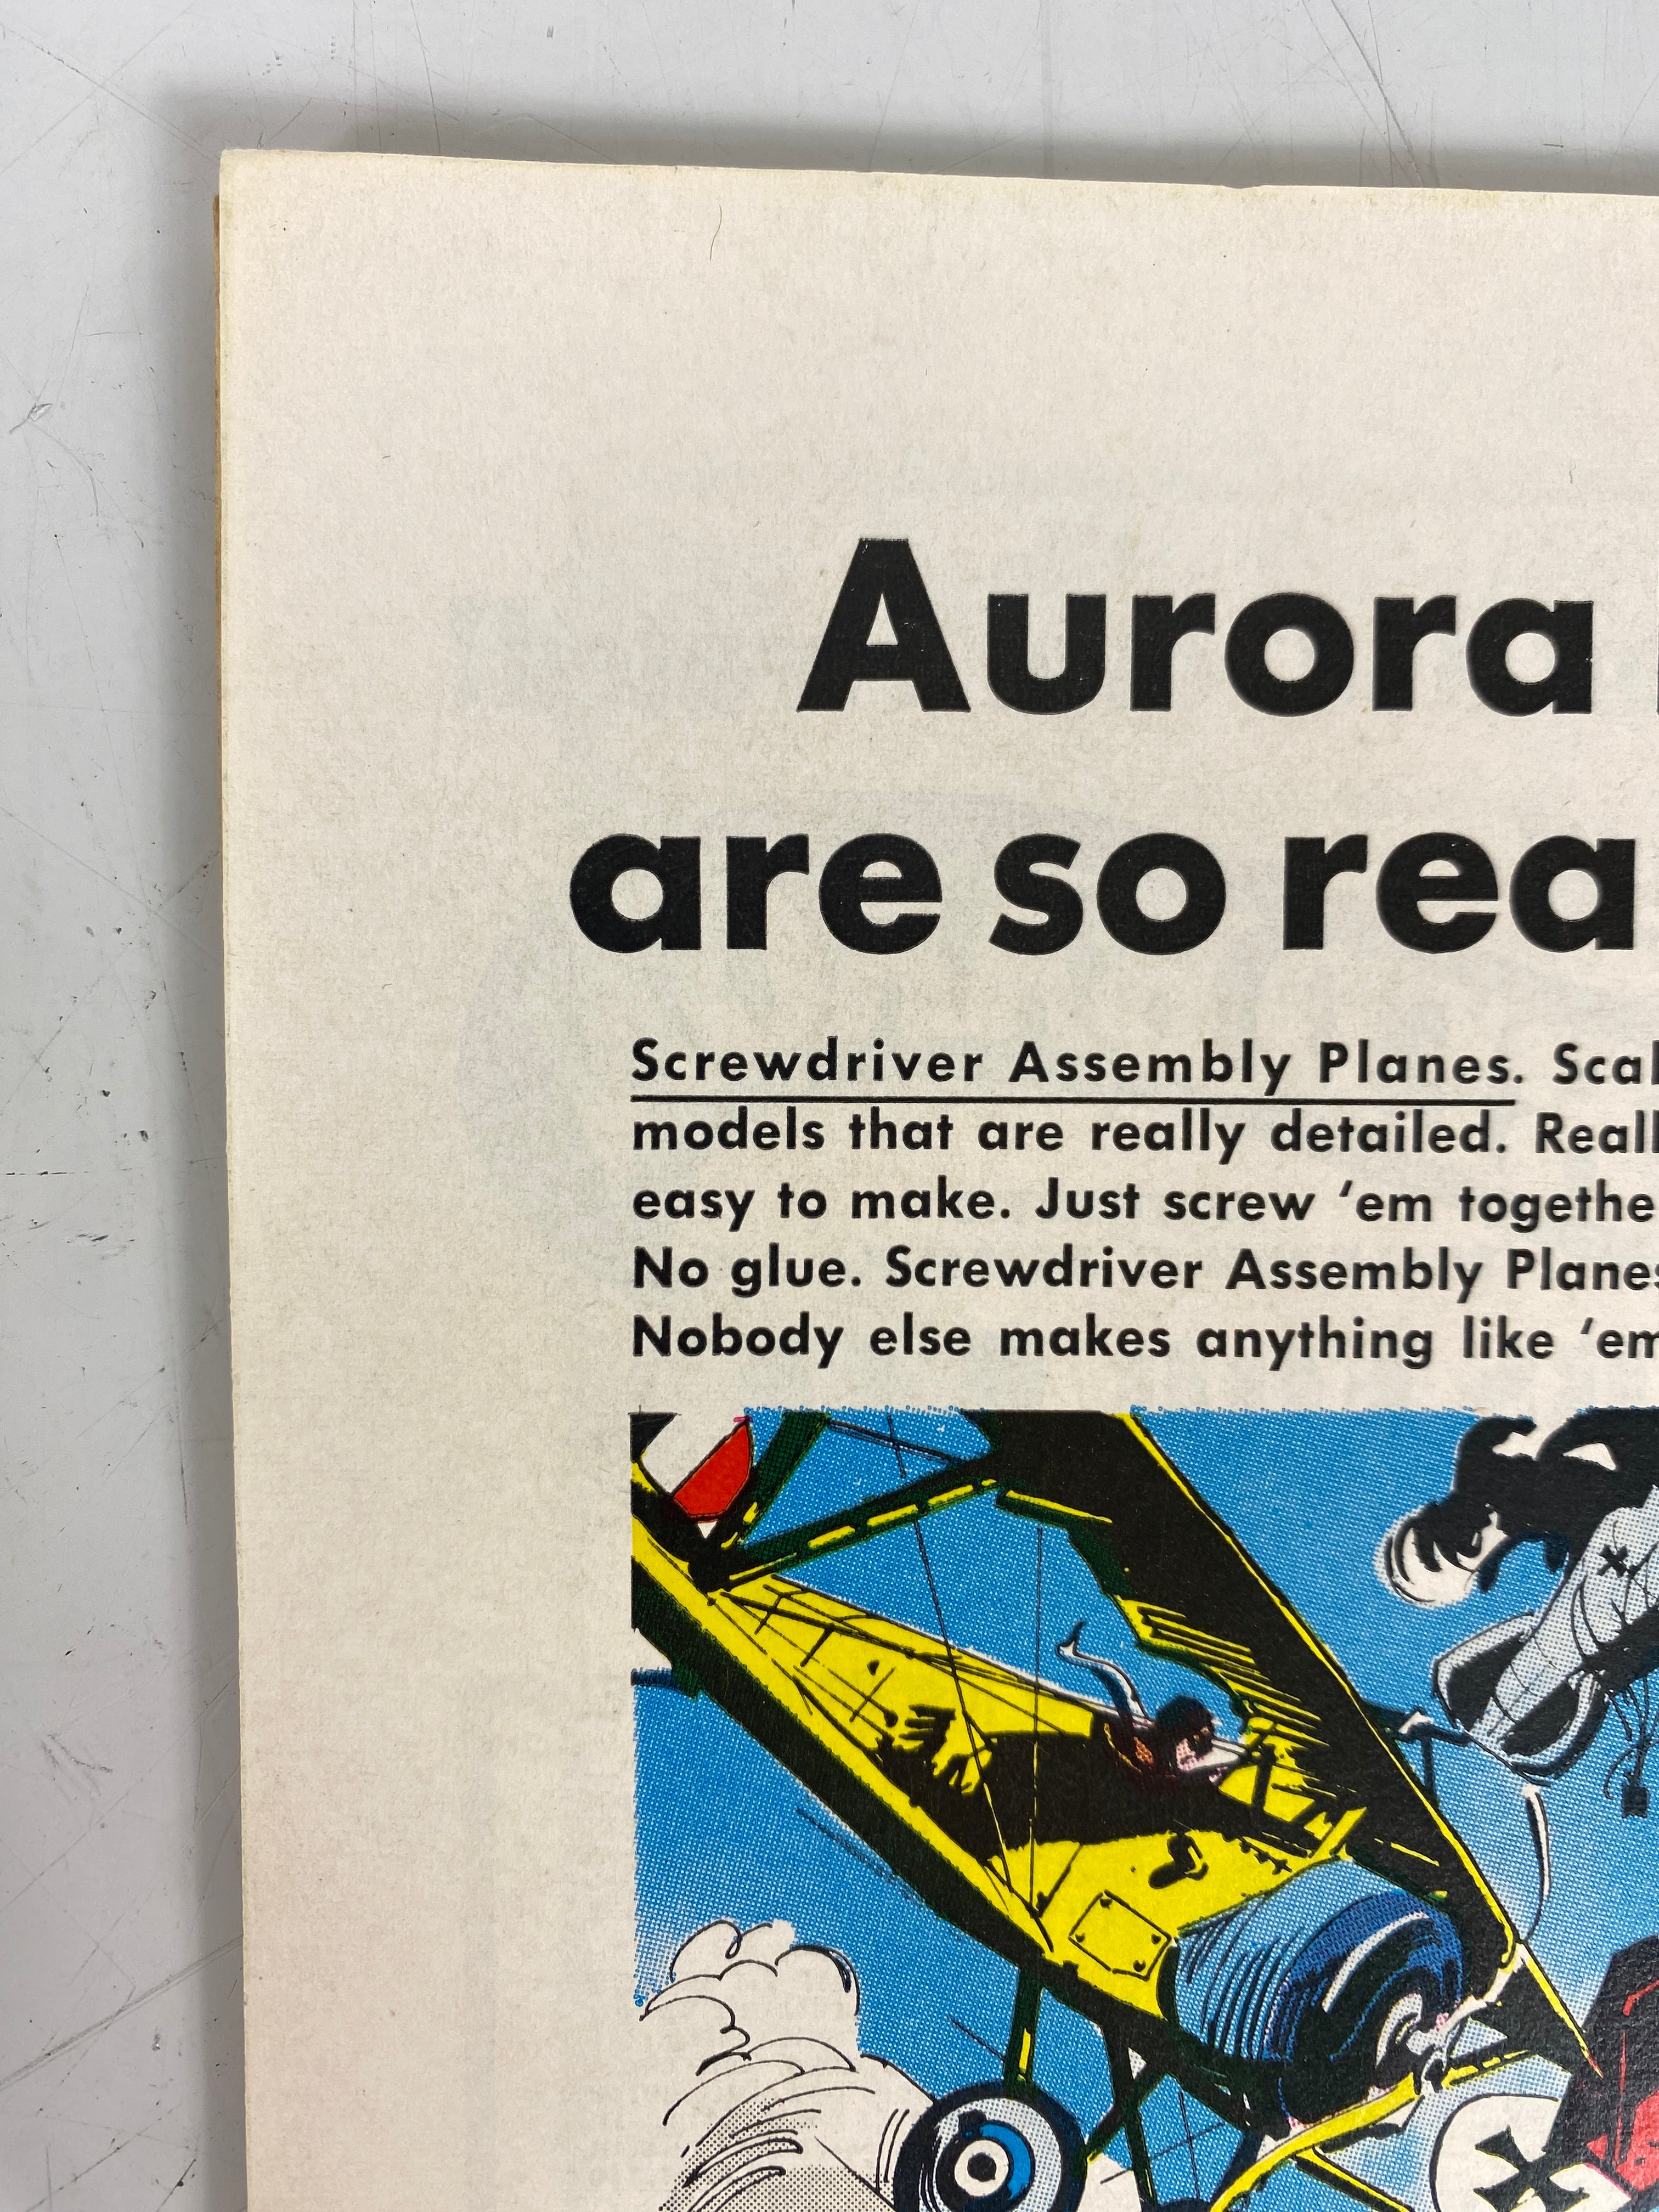 Aurora
are so rea
Screwdriver Assembly Planes. Scal
models that are really detailed. Reall
easy to make. Just screw ‘em togethe
No glue. Screwdriver Assembly Planes
Nobody else makes anything like ‘em